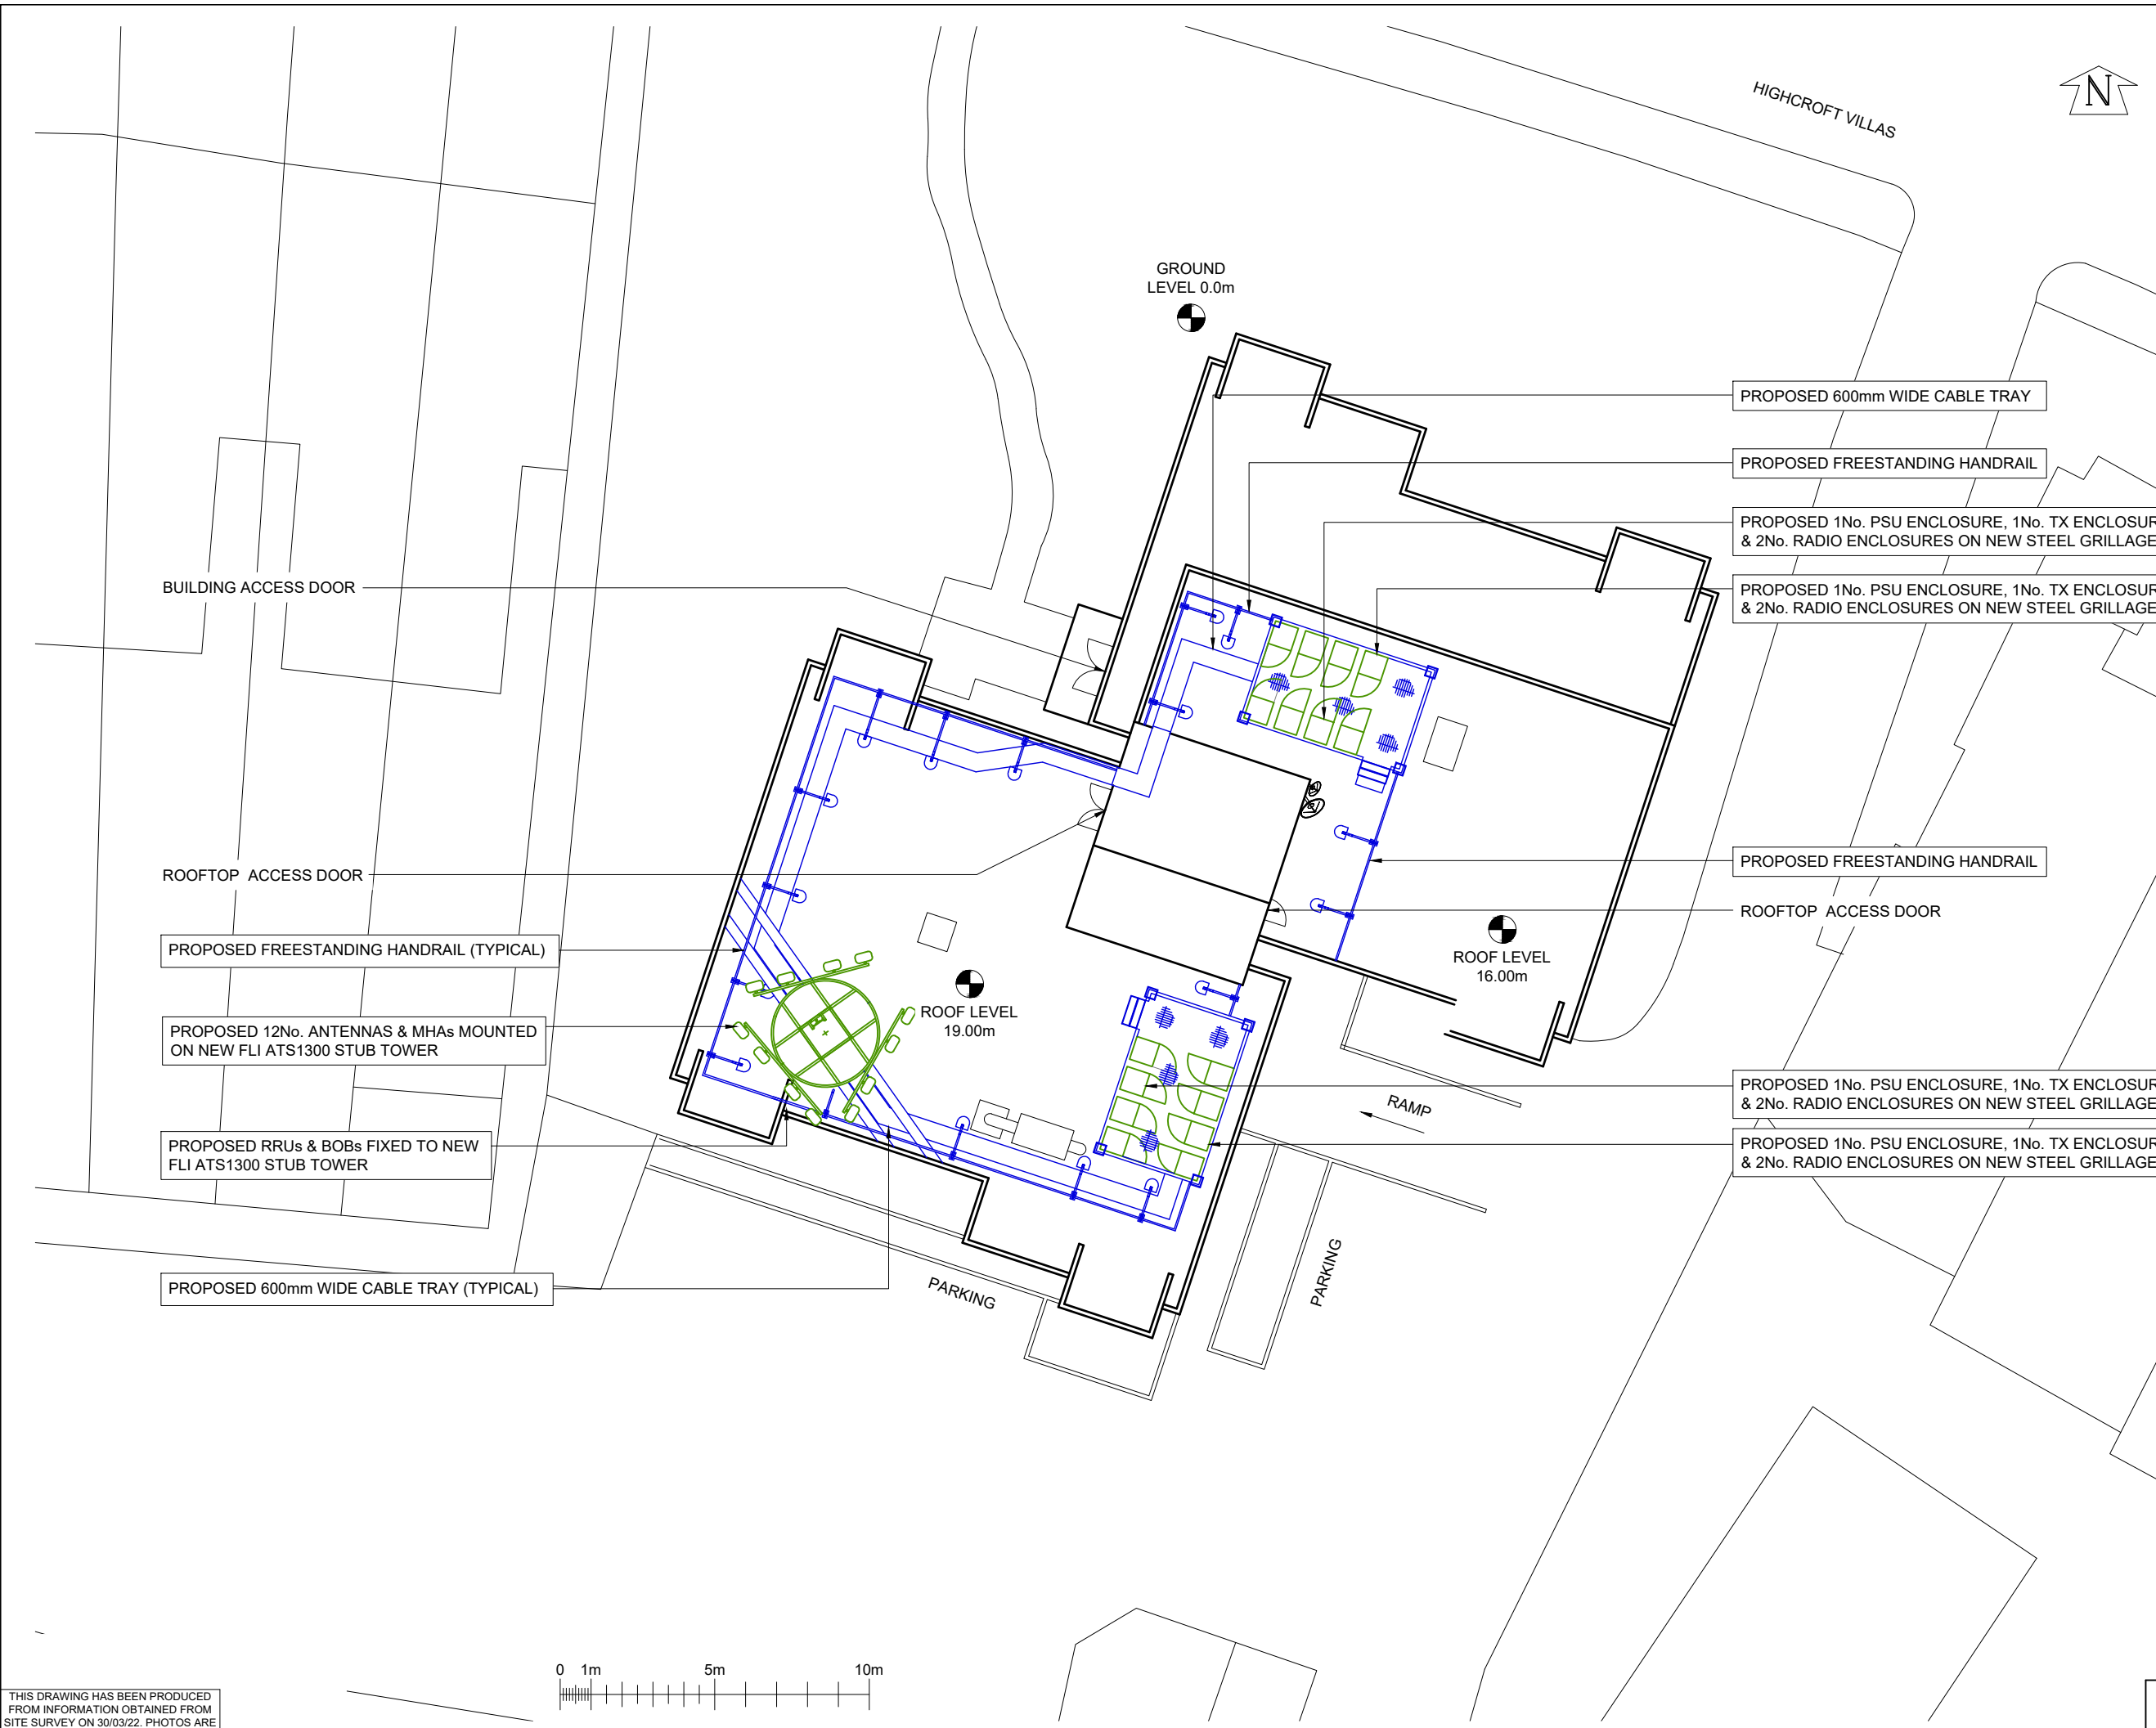 HIGHCROFT VILLAS
N
GROUND
LEVEL 0.0m
PROPOSED 600mm WIDE CABLE TRAY
PROPOSED FREESTANDING HANDRAIL
PROPOSED 1No. PSU ENCLOSURE, 1No. TX ENCLOSUR
& 2No. RADIO ENCLOSURES ON NEW STEEL GRILLAGE
PROPOSED 1No. PSU ENCLOSURE, 1No. TX ENCLOSUR
& 2No. RADIO ENCLOSURES ON NEW STEEL GRILLAGE
BUILDING ACCESS DOOR
PROPOSED FREESTANDING HANDRAIL
ROOFTOP ACCESS DOOR
ROOFTOP ACCESS DOOR
PROPOSED FREESTANDING HANDRAIL (TYPICAL)
ROOF LEVEL
16.00m
ROOF LEVEL
19.00m
PROPOSED 12No. ANTENNAS & MHAs MOUNTED
ON NEW FLI ATS1300 STUB TOWER
PROPOSED 1No. PSU ENCLOSURE, 1No. TX ENCLOSUR
& 2No. RADIO ENCLOSURES ON NEW STEEL GRILLAGE
RAMP
PROPOSED RRUs & BOBs FIXED TO NEW
FLI ATS1300 STUB TOWER
PROPOSED 1No. PSU ENCLOSURE, 1No. TX ENCLOSUR
& 2No. RADIO ENCLOSURES ON NEW STEEL GRILLAGE
PROPOSED 600mm WIDE CABLE TRAY (TYPICAL)
PARKING
PARKING
0 1m 5m 10m
THIS DRAWING HAS BEEN PRODUCED
FROM INFORMATION OBTAINED FROM
SITE SURVEY ON 30/03/22. PHOTOS ARE